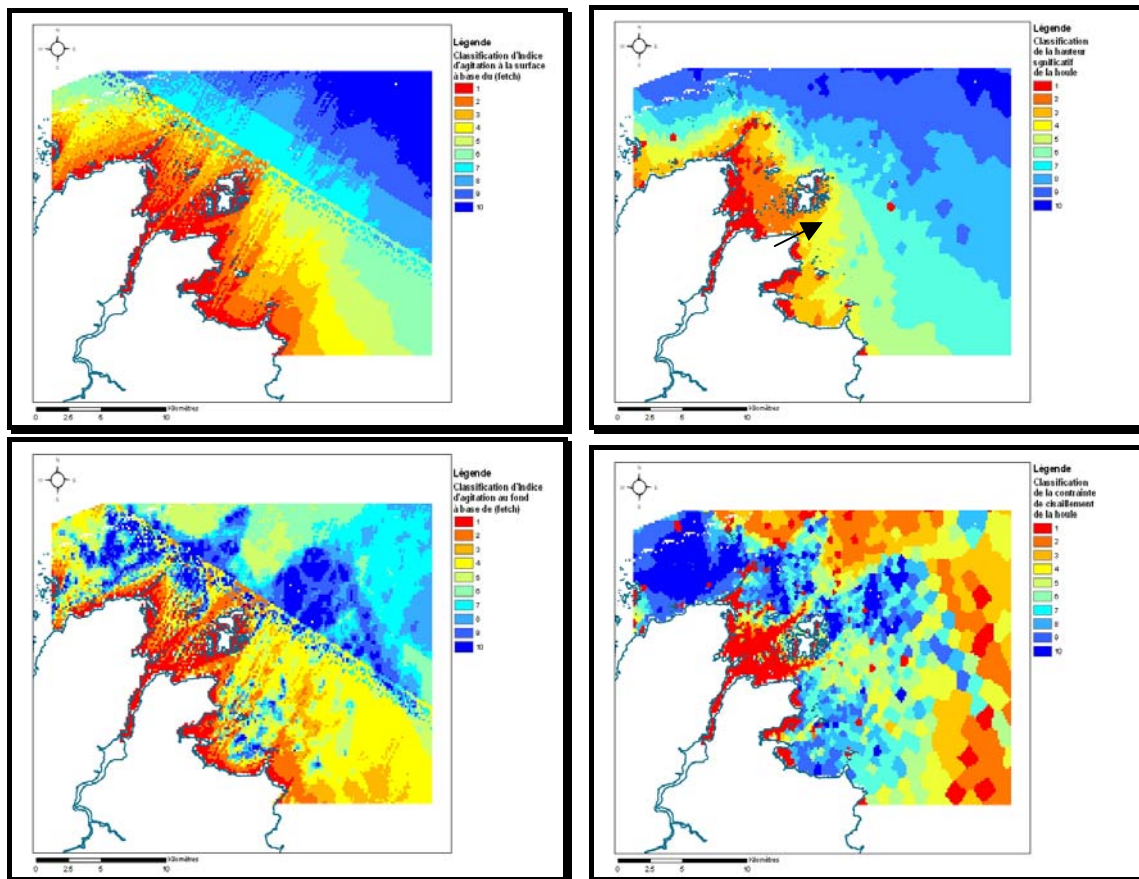 N
W E
S
Légende
Classification d'Indice
d'agitation à la surface
à base du (fetch)
1
2
3
4
5
6
7
8
9
10
Kilomètres
0 2.5 5 10
N
W E
S
Légende
Classification
de la hauteur
sgnificatif
de la houle
1
2
3
4
5
6
7
8
9
10
Kilomètres
0 2.5 5 10
N
W E
S
Légende
Classification d'Indice
d'agitation au fond
à base de (fetch)
1
2
3
4
5
6
7
8
9
10
Kilomètres
0 2.5 5 10
N
W E
S
Légende
Classification
de la contrainte
de cisaillement
de la houle
1
2
3
4
5
6
7
8
9
10
Kilomètres
0 2.5 5 10